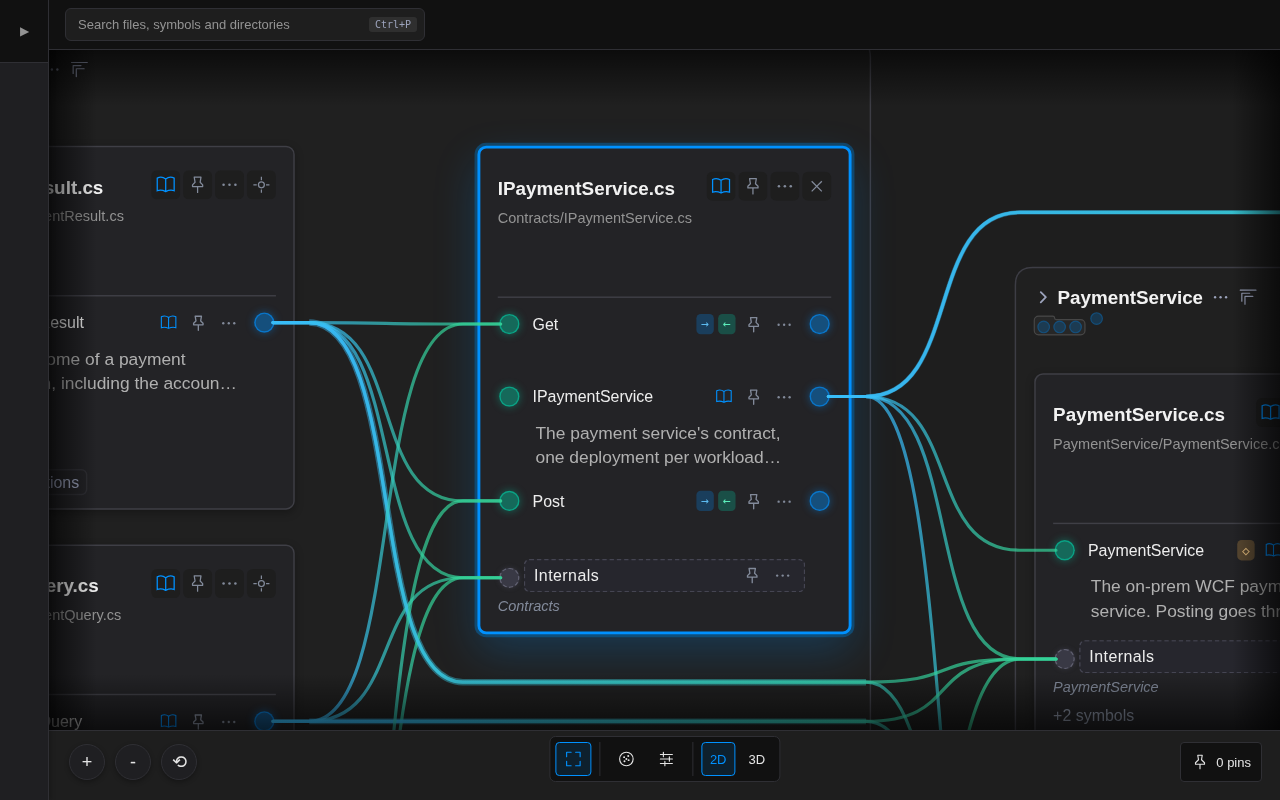 Search files, symbols and directories
Ctrl+P
sult.cs
entResult.cs
esult
ome of a payment
, including the accoun…
ions
ery.cs
entQuery.cs
Query
IPaymentService.cs
Contracts/IPaymentService.cs
Get
IPaymentService
The payment service's contract,
one deployment per workload…
Post
Internals
Contracts
PaymentService
PaymentService.cs
PaymentService/PaymentService.c
PaymentService
The on-prem WCF paym
service. Posting goes thr
Internals
PaymentService
+2 symbols
2D
3D
0 pins